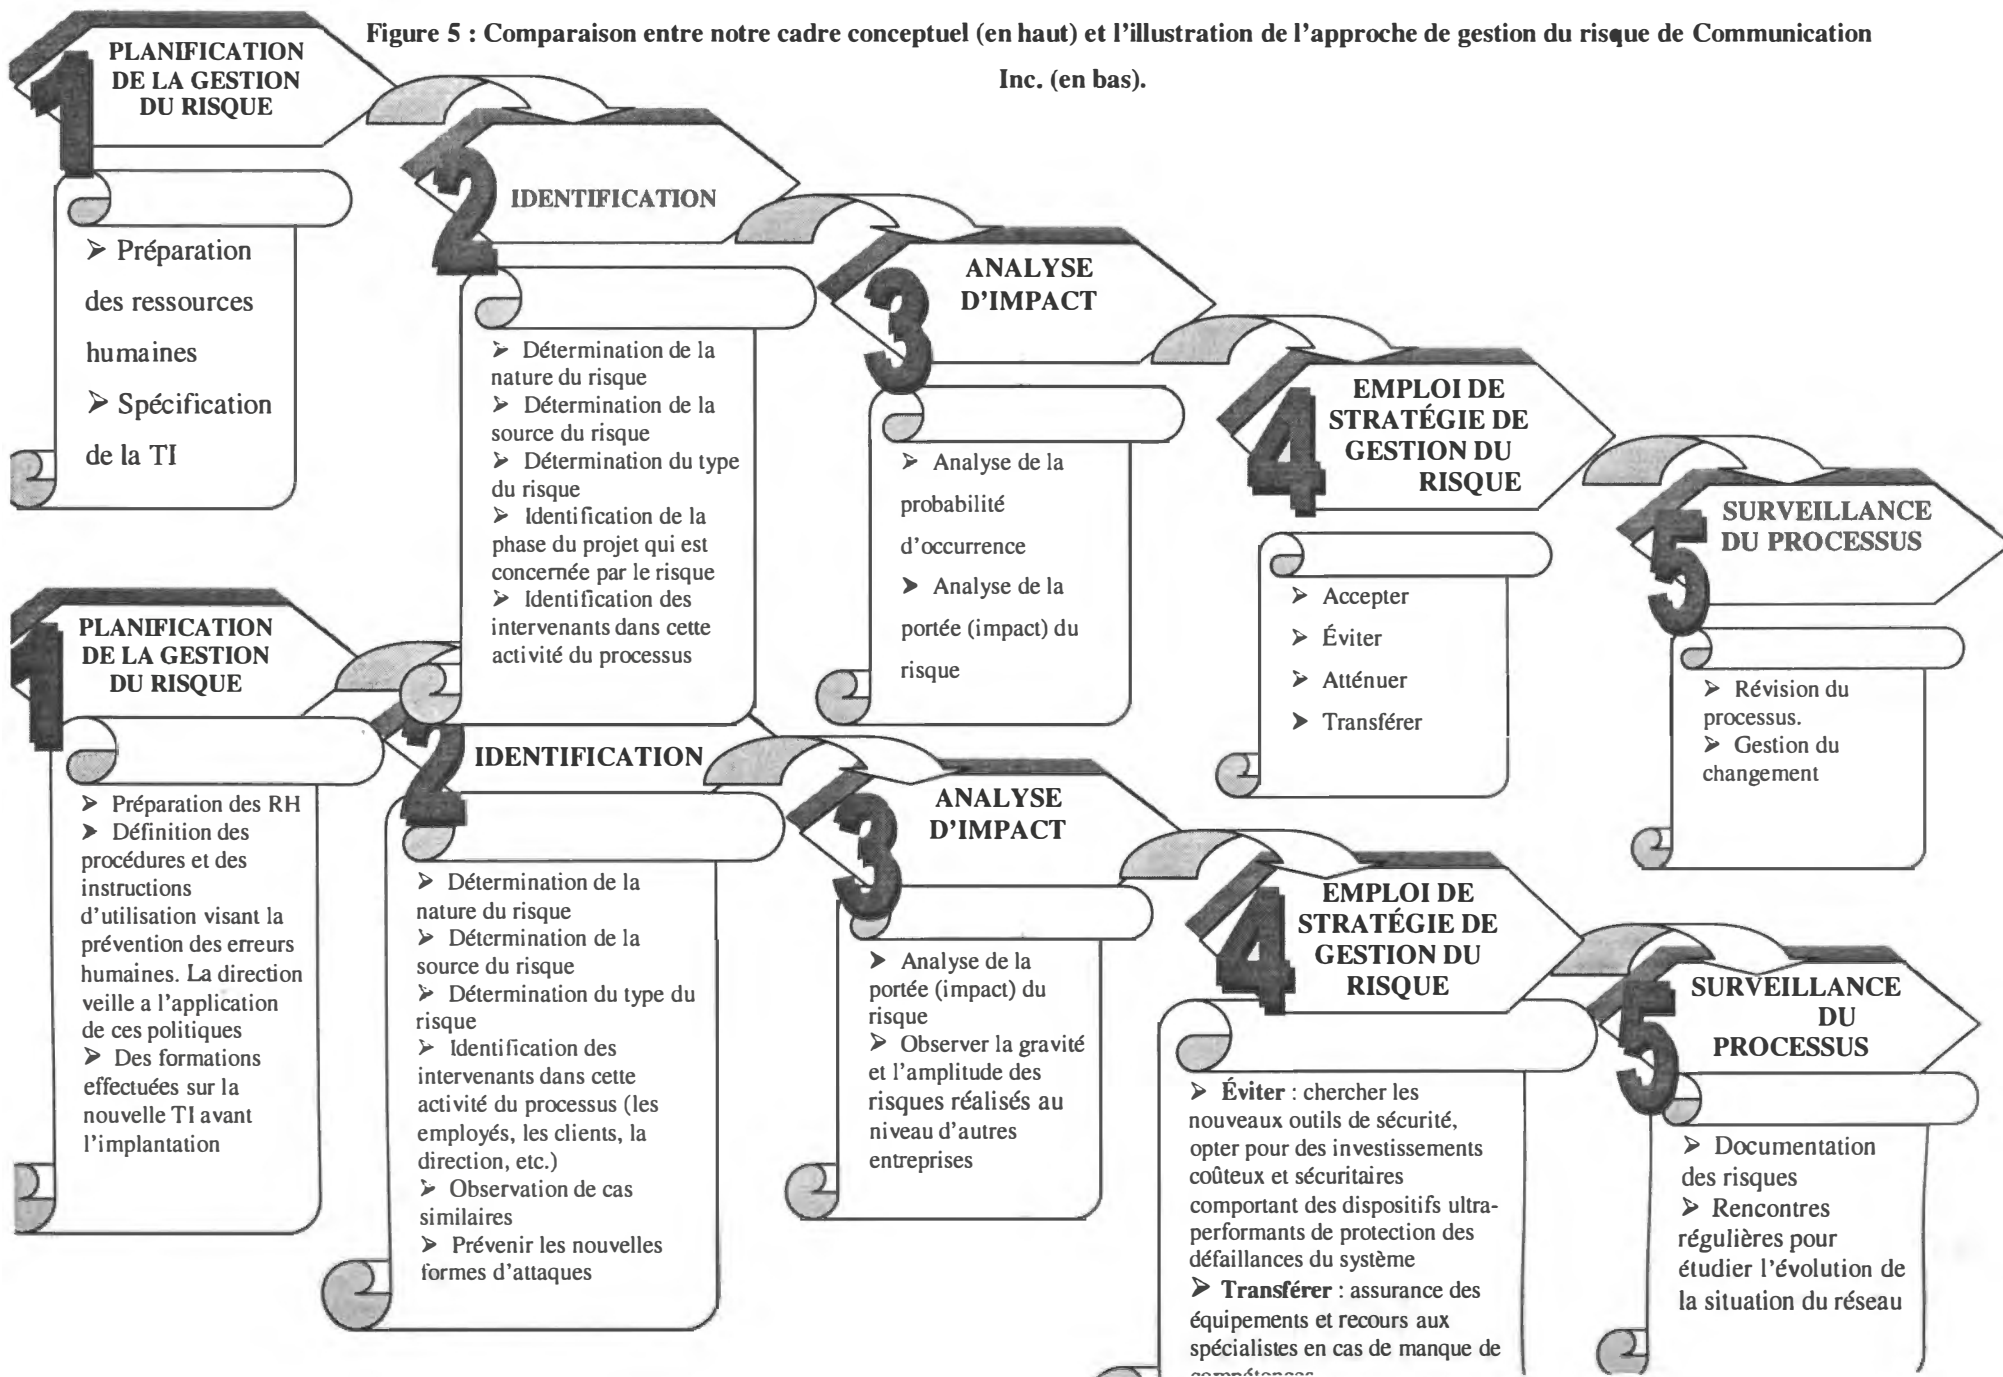 Figure 5 : Comparaison entre notre cadre conceptuel (en haut) et l'illustration de l'approche de gestion du risque de Communication
Inc. (en bas).
1
PLANIFICATION
DE LA GESTION
DU RISQUE
➢ Préparation
des ressources
humaines
➢ Spécification
de la TI
2
IDENTIFICATION
➢ Détermination de la
nature du risque
➢ Détermination de la
source du risque
➢ Détermination du type
du risque
➢ Identification de la
phase du projet qui est
concernée par le risque
➢ Identification des
intervenants dans cette
activité du processus
3
ANALYSE
D'IMPACT
➢ Analyse de la
probabilité
d'occurrence
➢ Analyse de la
portée (impact) du
risque
4
EMPLOI DE
STRATÉGIE DE
GESTION DU
RISQUE
➢ Accepter
➢ Éviter
➢ Atténuer
➢ Transférer
5
SURVEILLANCE
DU PROCESSUS
➢ Révision du
processus.
➢ Gestion du
changement
1
PLANIFICATION
DE LA GESTION
DU RISQUE
➢ Préparation des RH
➢ Définition des
procédures et des
instructions
d'utilisation visant la
prévention des erreurs
humaines. La direction
veille a l'application
de ces politiques
➢ Des formations
effectuées sur la
nouvelle TI avant
l'implantation
2
IDENTIFICATION
➢ Détermination de la
nature du risque
➢ Détermination de la
source du risque
➢ Détermination du type du
risque
➢ Identification des
intervenants dans cette
activité du processus (les
employés, les clients, la
direction, etc.)
➢ Observation de cas
similaires
➢ Prévenir les nouvelles
formes d'attaques
3
ANALYSE
D'IMPACT
➢ Analyse de la
portée (impact) du
risque
➢ Observer la gravité
et l'amplitude des
risques réalisés au
niveau d'autres
entreprises
4
EMPLOI DE
STRATÉGIE DE
GESTION DU
RISQUE
➢ Éviter : chercher les
nouveaux outils de sécurité,
opter pour des investissements
coûteux et sécuritaires
comportant des dispositifs ultra-
performants de protection des
défaillances du système
➢ Transférer : assurance des
équipements et recours aux
spécialistes en cas de manque de
5
SURVEILLANCE
DU
PROCESSUS
➢ Documentation
des risques
➢ Rencontres
régulières pour
étudier l'évolution de
la situation du réseau